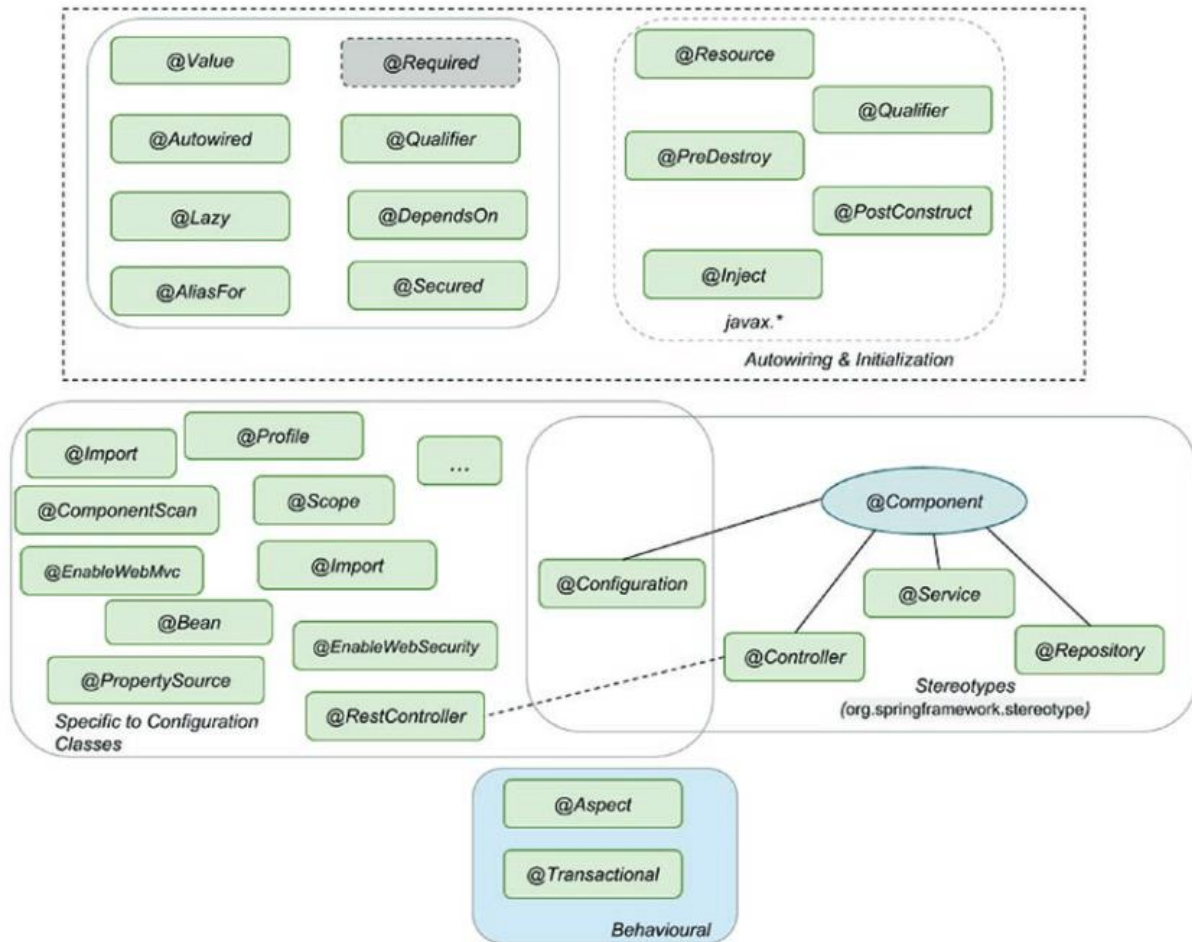 @Value
@Required
@Autowired
@Qualifier
@Lazy
@DependsOn
@AliasFor
@Secured
@Resource
@Qualifier
@PreDestroy
@PostConstruct
@Inject
javax.*
Autowiring & Initialization
@Import
@Profile
...
@ComponentScan
@Scope
@EnableWebMvc
@Import
@Bean
@EnableWebSecurity
@PropertySource
@RestController
Specific to Configuration
Classes
@Configuration
@Component
@Service
@Controller
@Repository
Stereotypes
(org.springframework.stereotype)
@Aspect
@Transactional
Behavioural